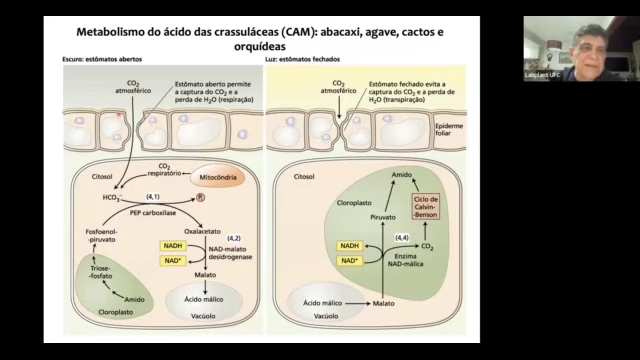 Metabolismo do ácido das crassuláceas (CAM): abacaxi, agave, cactos e
orquídeas
Escuro: estômatos abertos
CO2
atmosférico
Estômato aberto permite
a captura do CO2 e a
perda de H2O (respiração)
Citosol
CO2
respiratório
Mitocôndria
HCO3–
(4,1)
Pi
PEP carboxilase
Fosfoenol-
piruvato
Oxalacetato
(4,2)
NADH
NAD+
NAD-malato
desidrogenase
Triose-
fosfato
Malato
Amido
Cloroplasto
Ácido málico
Vacúolo
Luz: estômatos fechados
CO2
atmosférico
Estômato fechado evita a
captura do CO2 e a perda de
H2O (transpiração)
Epiderme
foliar
Citosol
Cloroplasto
Amido
Piruvato
Ciclo de
Calvin-
Benson
NADH
NAD+
(4,4)
CO2
Enzima
NAD-málica
Ácido málico
Malato
Vacúolo
Labplant UFC